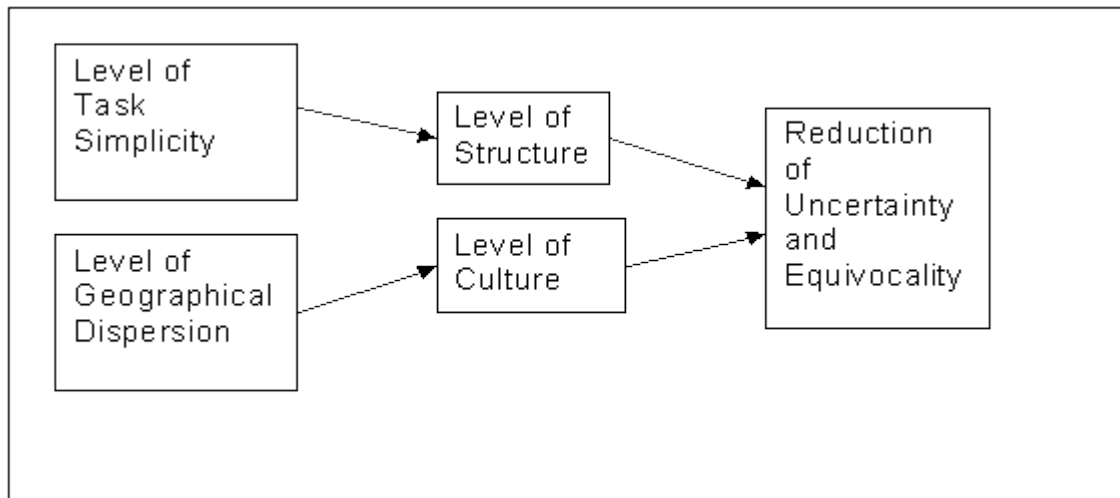 Level of
Task
Simplicity
Level of
Structure
Reduction
of
Uncertainty
and
Equivocality
Level of
Geographical
Dispersion
Level of
Culture